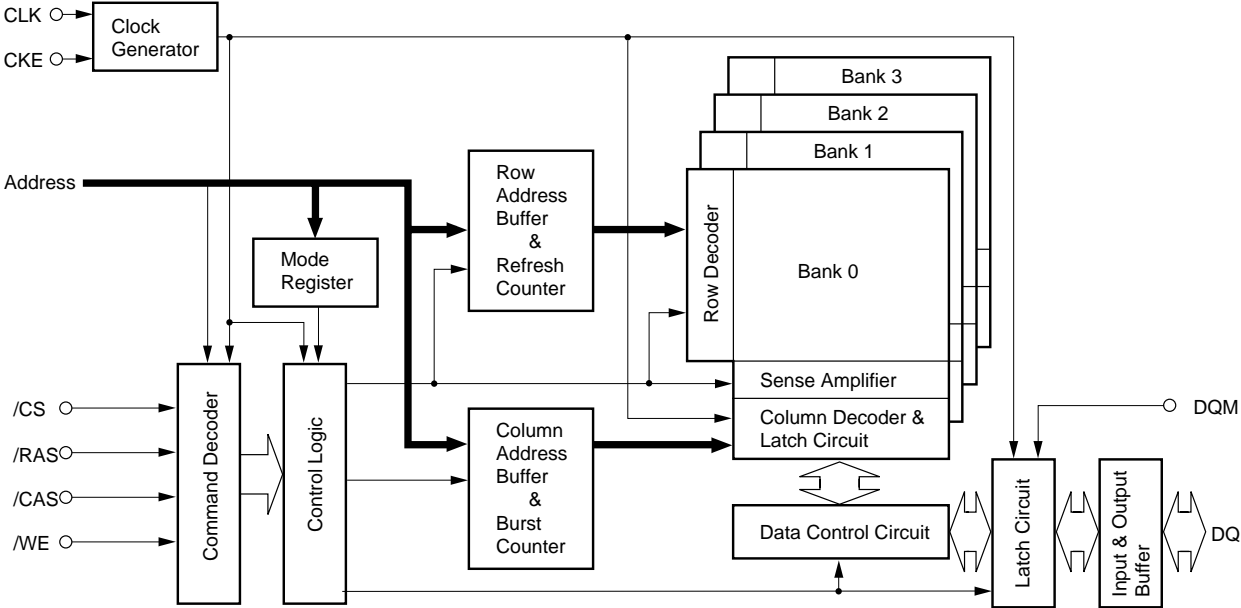 CLK
CKE
Clock
Generator
Bank 3
Bank 2
Bank 1
Bank 0
Address
Row
Address
Buffer
&
Refresh
Counter
Mode
Register
Row Decoder
Sense Amplifier
Column Decoder &
Latch Circuit
/CS
/RAS
/CAS
/WE
Command Decoder
Control Logic
Column
Address
Buffer
&
Burst
Counter
Data Control Circuit
DQM
Latch Circuit
Input & Output
Buffer
DQ